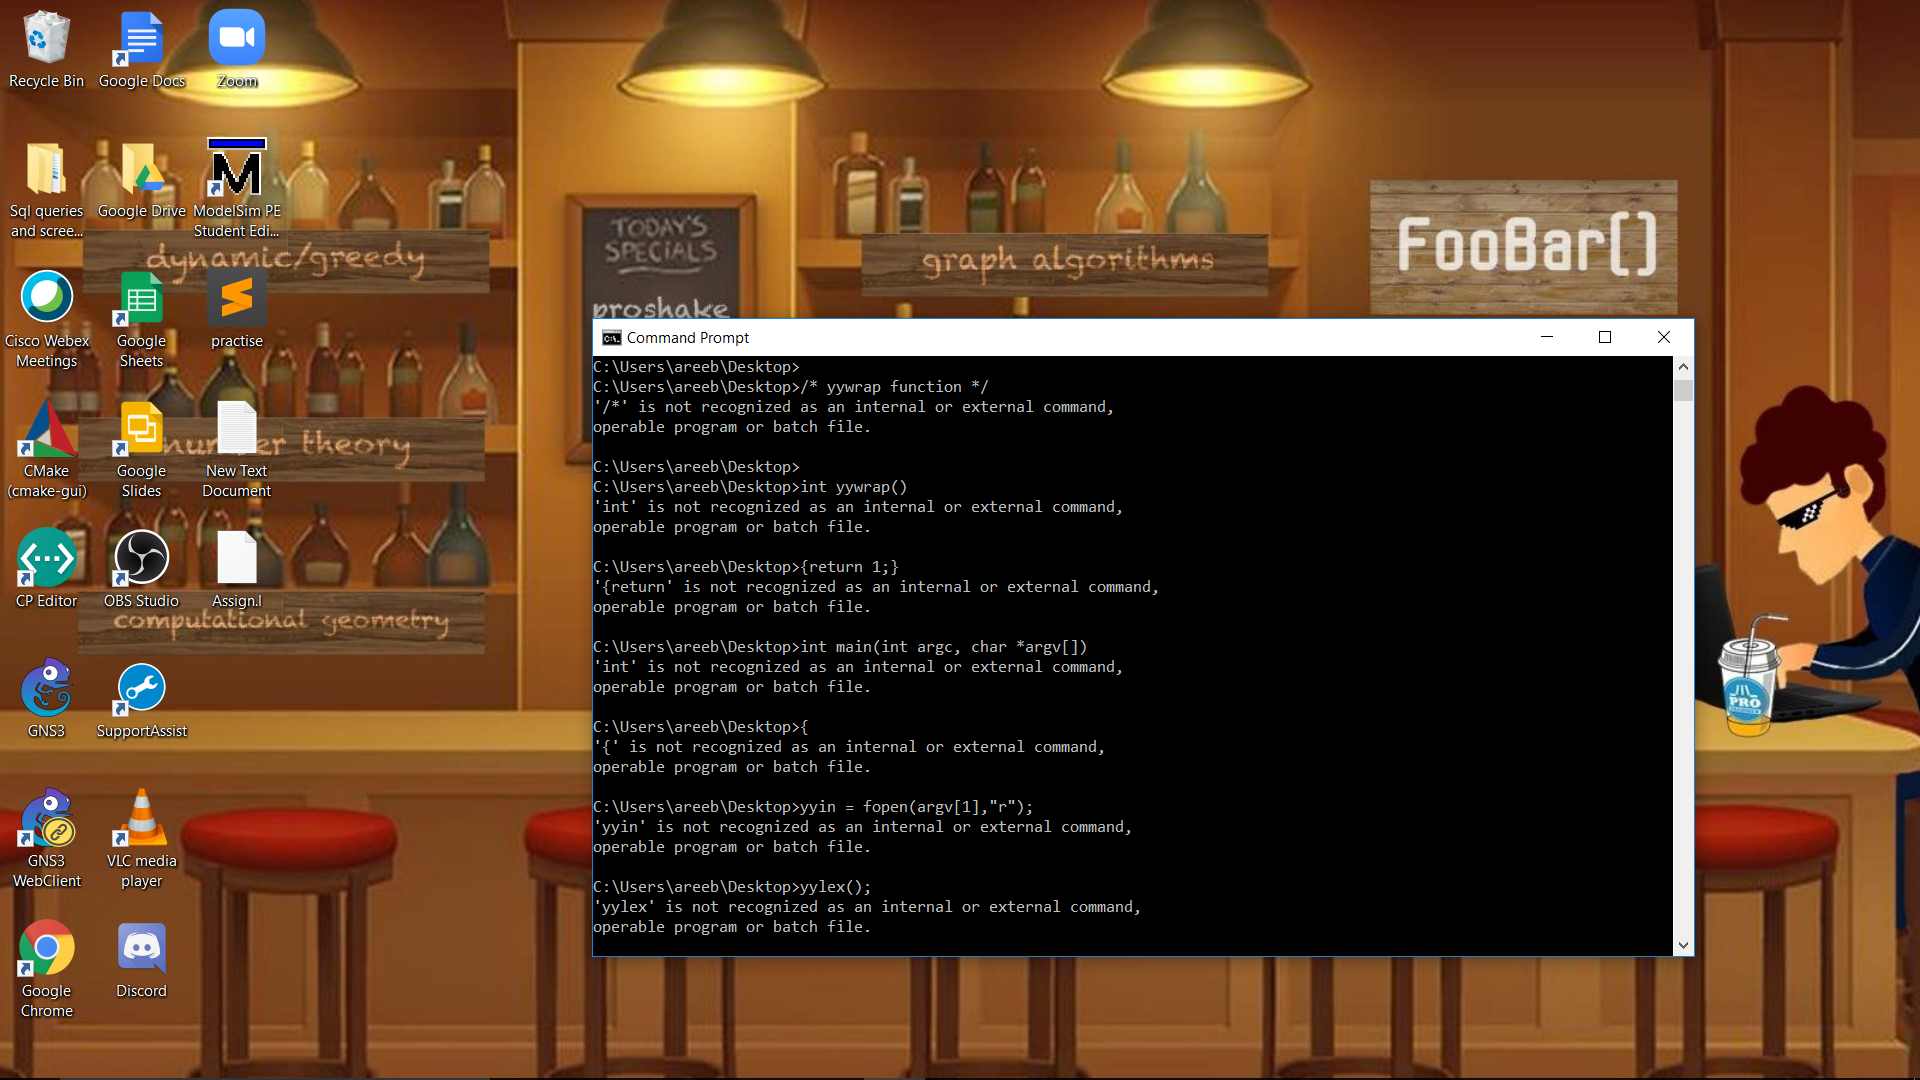 Recycle Bin
Google Docs
Zoom
Sql queries
and scree...
Google Drive
ModelSim PE
Student Edi...
Cisco Webex
Meetings
Google
Sheets
practise
CMake
(cmake-gui)
Google
Slides
New Text
Document
CP Editor
OBS Studio
Assign.l
GNS3
SupportAssist
GNS3
WebClient
VLC media
player
Google
Chrome
Discord
dynamic/greedy
number theory
computational geometry
TODAY'S
SPECIALS
proshake
graph algorithms
FooBar[]
PRO
M
Command Prompt
C:\Users\areeb\Desktop>
C:\Users\areeb\Desktop>/* yywrap function */
'/*' is not recognized as an internal or external command,
operable program or batch file.
C:\Users\areeb\Desktop>
C:\Users\areeb\Desktop>int yywrap()
'int' is not recognized as an internal or external command,
operable program or batch file.
C:\Users\areeb\Desktop>{return 1;}
'{return' is not recognized as an internal or external command,
operable program or batch file.
C:\Users\areeb\Desktop>int main(int argc, char *argv[])
'int' is not recognized as an internal or external command,
operable program or batch file.
C:\Users\areeb\Desktop>{
'{' is not recognized as an internal or external command,
operable program or batch file.
C:\Users\areeb\Desktop>yyin = fopen(argv[1],"r");
'yyin' is not recognized as an internal or external command,
operable program or batch file.
C:\Users\areeb\Desktop>yylex();
'yylex' is not recognized as an internal or external command,
operable program or batch file.